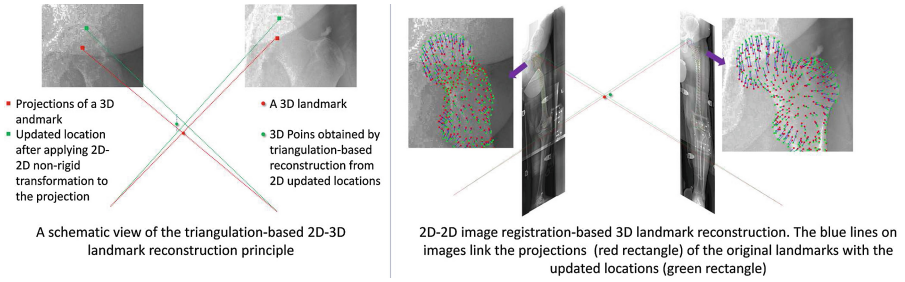 Projections of a 3D
andmark
Updated location
after applying 2D-
2D non-rigid
transformation to
the projection
A 3D landmark
3D Poins obtained by
triangulation-based
reconstruction from
2D updated locations
A schematic view of the triangulation-based 2D-3D
landmark reconstruction principle
2D-2D image registration-based 3D landmark reconstruction. The blue lines on
images link the projections (red rectangle) of the original landmarks with the
updated locations (green rectangle)